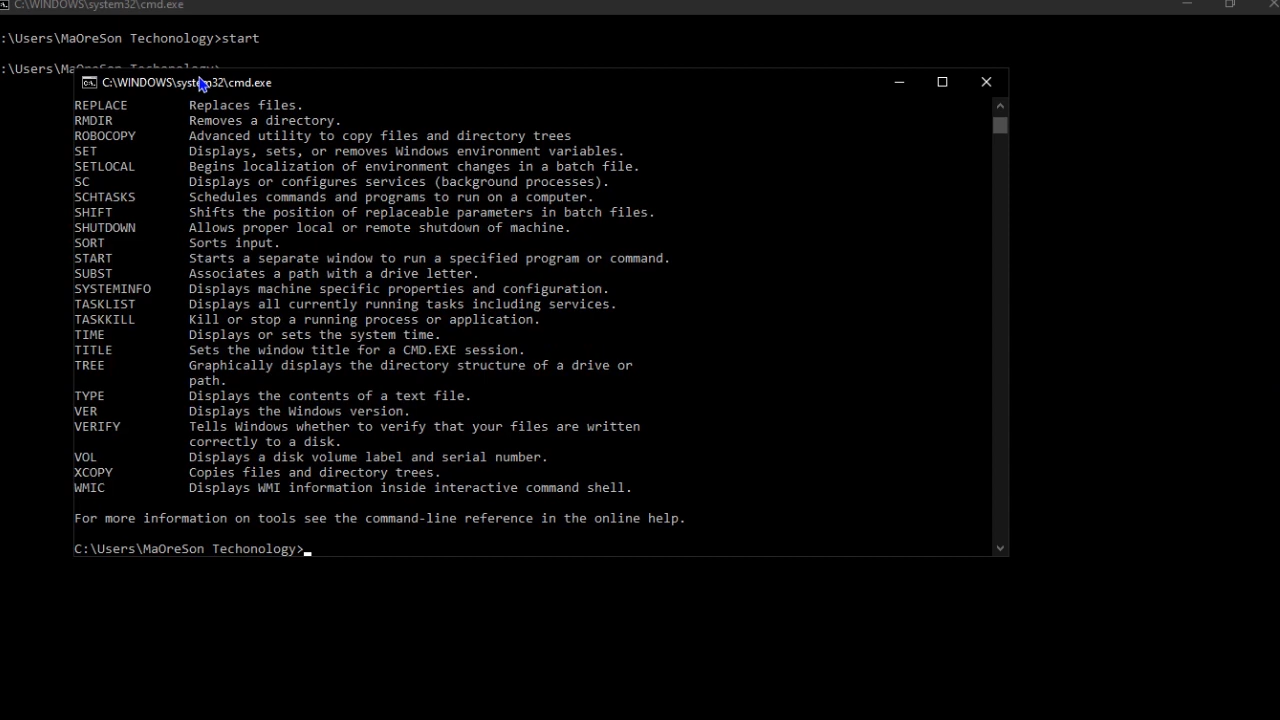 C:\WINDOWS\system32\cmd.exe
:\Users\MaOreSon Techonology>start
:\Users\MaOreSon Techonology>
C:\WINDOWS\system32\cmd.exe
REPLACE        Replaces files.
RMDIR          Removes a directory.
ROBOCOPY       Advanced utility to copy files and directory trees
SET            Displays, sets, or removes Windows environment variables.
SETLOCAL       Begins localization of environment changes in a batch file.
SC             Displays or configures services (background processes).
SCHTASKS       Schedules commands and programs to run on a computer.
SHIFT          Shifts the position of replaceable parameters in batch files.
SHUTDOWN       Allows proper local or remote shutdown of machine.
SORT           Sorts input.
START          Starts a separate window to run a specified program or command.
SUBST          Associates a path with a drive letter.
SYSTEMINFO     Displays machine specific properties and configuration.
TASKLIST       Displays all currently running tasks including services.
TASKKILL       Kill or stop a running process or application.
TIME           Displays or sets the system time.
TITLE          Sets the window title for a CMD.EXE session.
TREE           Graphically displays the directory structure of a drive or
               path.
TYPE           Displays the contents of a text file.
VER            Displays the Windows version.
VERIFY         Tells Windows whether to verify that your files are written
               correctly to a disk.
VOL            Displays a disk volume label and serial number.
XCOPY          Copies files and directory trees.
WMIC           Displays WMI information inside interactive command shell.
For more information on tools see the command-line reference in the online help.
C:\Users\MaOreSon Techonology>